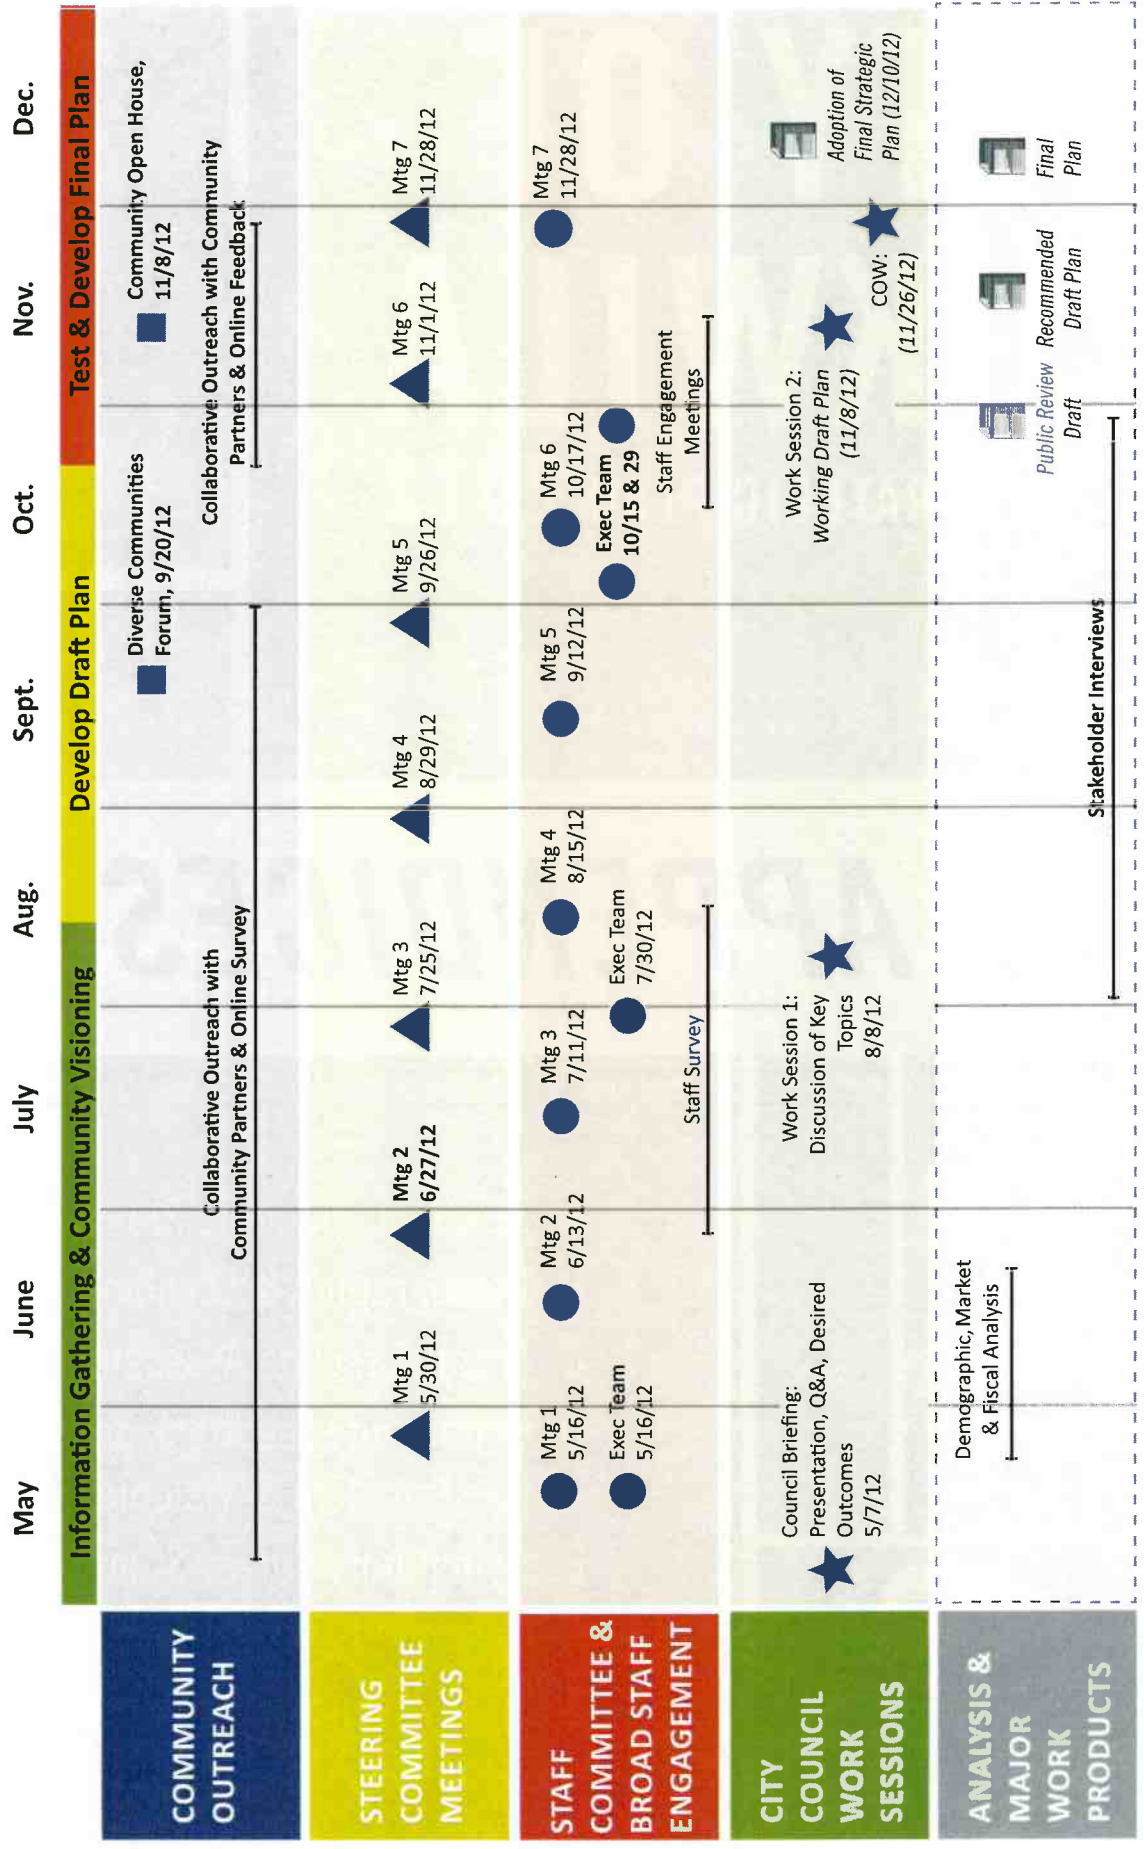 May
June
July
Aug.
Sept.
Oct.
Nov.
Dec.
Information Gathering & Community Visioning
Develop Draft Plan
Test & Develop Final Plan
COMMUNITY
OUTREACH
Collaborative Outreach with
Community Partners & Online Survey
Diverse Communities
Forum, 9/20/12
Collaborative Outreach with Community
Partners & Online Feedback
Community Open House,
11/8/12
STEERING
COMMITTEE
MEETINGS
Mtg 1
5/30/12
Mtg 2
6/27/12
Mtg 3
7/25/12
Mtg 4
8/29/12
Mtg 5
9/26/12
Mtg 6
11/1/12
Mtg 7
11/28/12
STAFF
COMMITTEE &
BROAD STAFF
ENGAGEMENT
Mtg 1
5/16/12
Exec Team
5/16/12
Mtg 2
6/13/12
Mtg 3
7/11/12
Exec Team
7/30/12
Staff Survey
Mtg 4
8/15/12
Mtg 5
9/12/12
Mtg 6
10/17/12
Exec Team
10/15 & 29
Staff Engagement
Meetings
Mtg 7
11/28/12
CITY
COUNCIL
WORK
SESSIONS
Council Briefing:
Presentation, Q&A, Desired
Outcomes
5/7/12
Work Session 1:
Discussion of Key
Topics
8/8/12
Work Session 2:
Working Draft Plan
(11/8/12)
COW:
(11/26/12)
Adoption of
Final Strategic
Plan (12/10/12)
ANALYSIS &
MAJOR
WORK
PRODUCTS
Demographic, Market
& Fiscal Analysis
Stakeholder Interviews
Public Review
Draft
Recommended
Draft Plan
Final
Plan